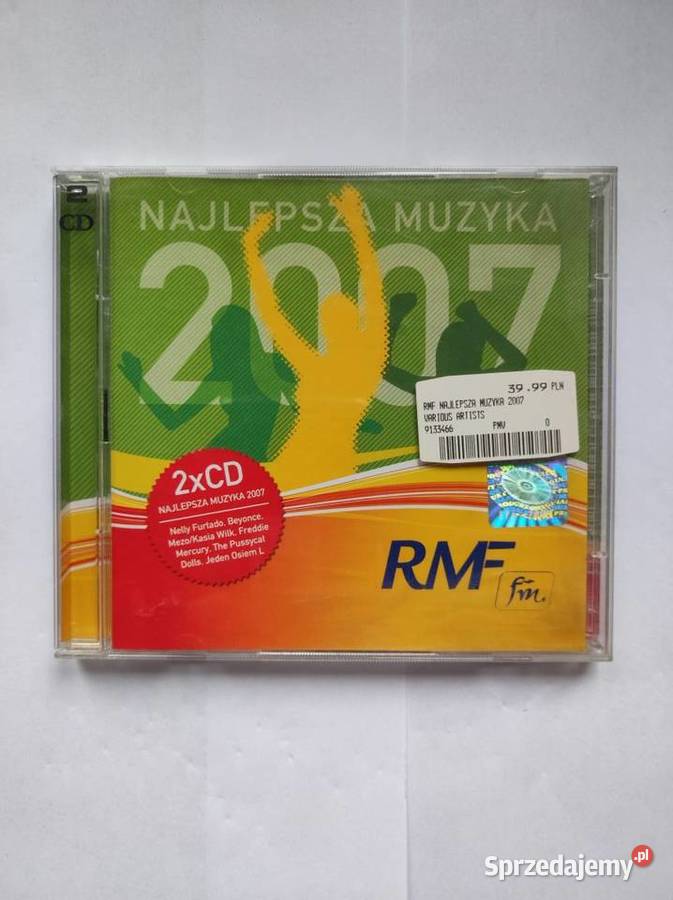 2
CD
NAJLEPSZA MUZYKA
2007
39.99 PLN
RMF NAJLEPSZA MUZYKA 2007
VARIOUS ARTISTS
9133466 PMV 0
2xCD
NAJLEPSZA MUZYKA 2007
Nelly Furtado, Beyonce,
Mezo/Kasia Wilk, Freddie
Mercury, The Pussycal
Dolls, Jeden Osiem L
RMF
fm.
Sprzedajemy.pl